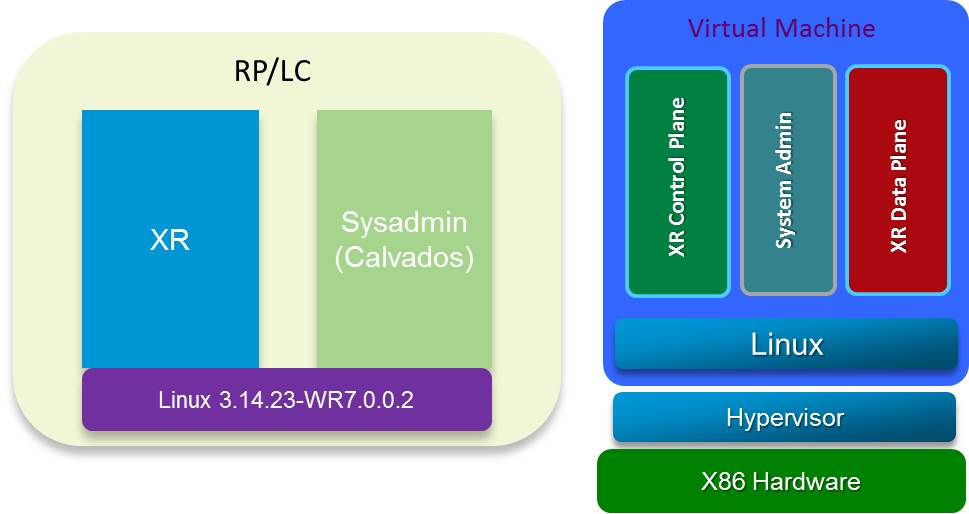 RP/LC
XR
Sysadmin
(Calvados)
Linux 3.14.23-WR7.0.0.2
Virtual Machine
XR Control Plane
System Admin
XR Data Plane
Linux
Hypervisor
X86 Hardware